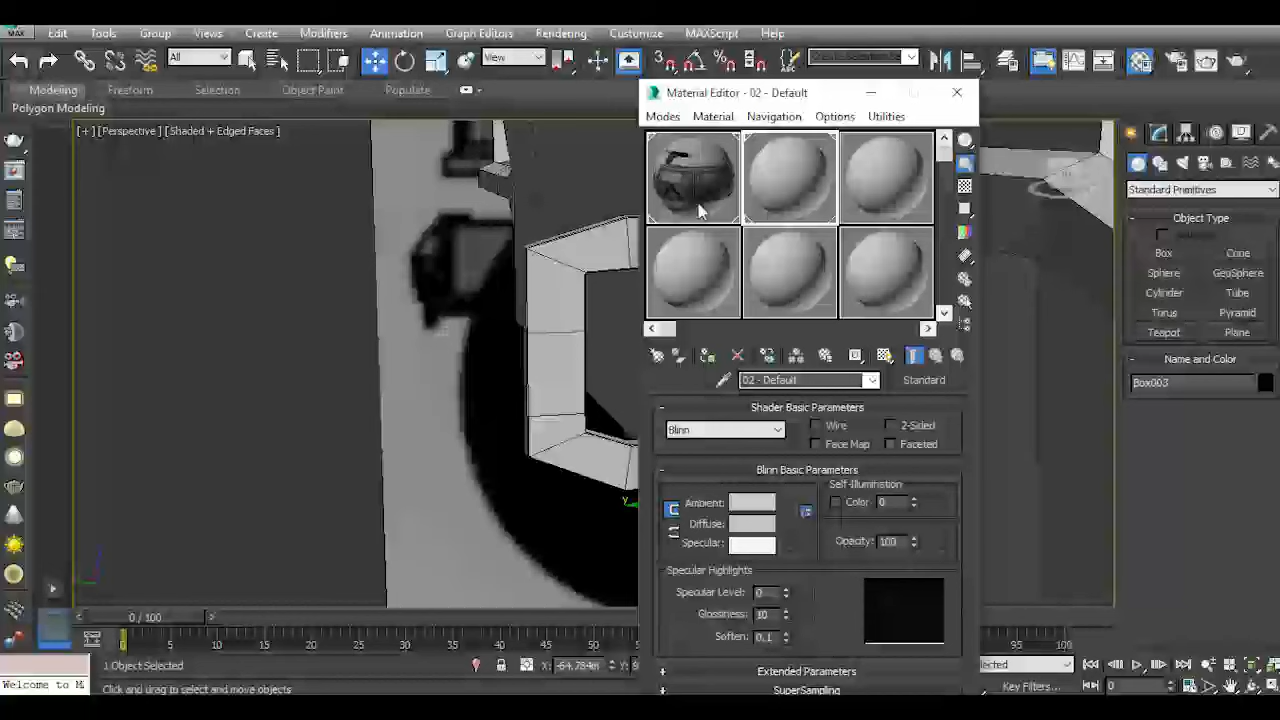 MAX Edit Tools Group Views Create Modifiers Animation Graph Editors Rendering Customize MAXScript Help
All View
Modeling Freeform Selection Object Paint Populate
Polygon Modeling
[+] [Perspective] [Shaded + Edged Faces]
Material Editor - 02 - Default
Modes Material Navigation Options Utilities
02 - Default Standard
Shader Basic Parameters
Blinn Wire 2-Sided
Face Map Faceted
Blinn Basic Parameters
Self-Illumination
Ambient: Color 0
Diffuse:
Specular: Opacity: 100
Specular Highlights
Specular Level: 0
Glossiness: 10
Soften: 0.1
Extended Parameters
SuperSampling
Standard Primitives
Object Type
Box Cone
Sphere GeoSphere
Cylinder Tube
Torus Pyramid
Teapot Plane
Name and Color
Box003
y
0 / 100
0 5 10 15 20 25 30 35 40 45 50 95 100
1 Object Selected X: -64.784m Y:
Welcome to M Click and drag to select and move objects
Key Filters... 0